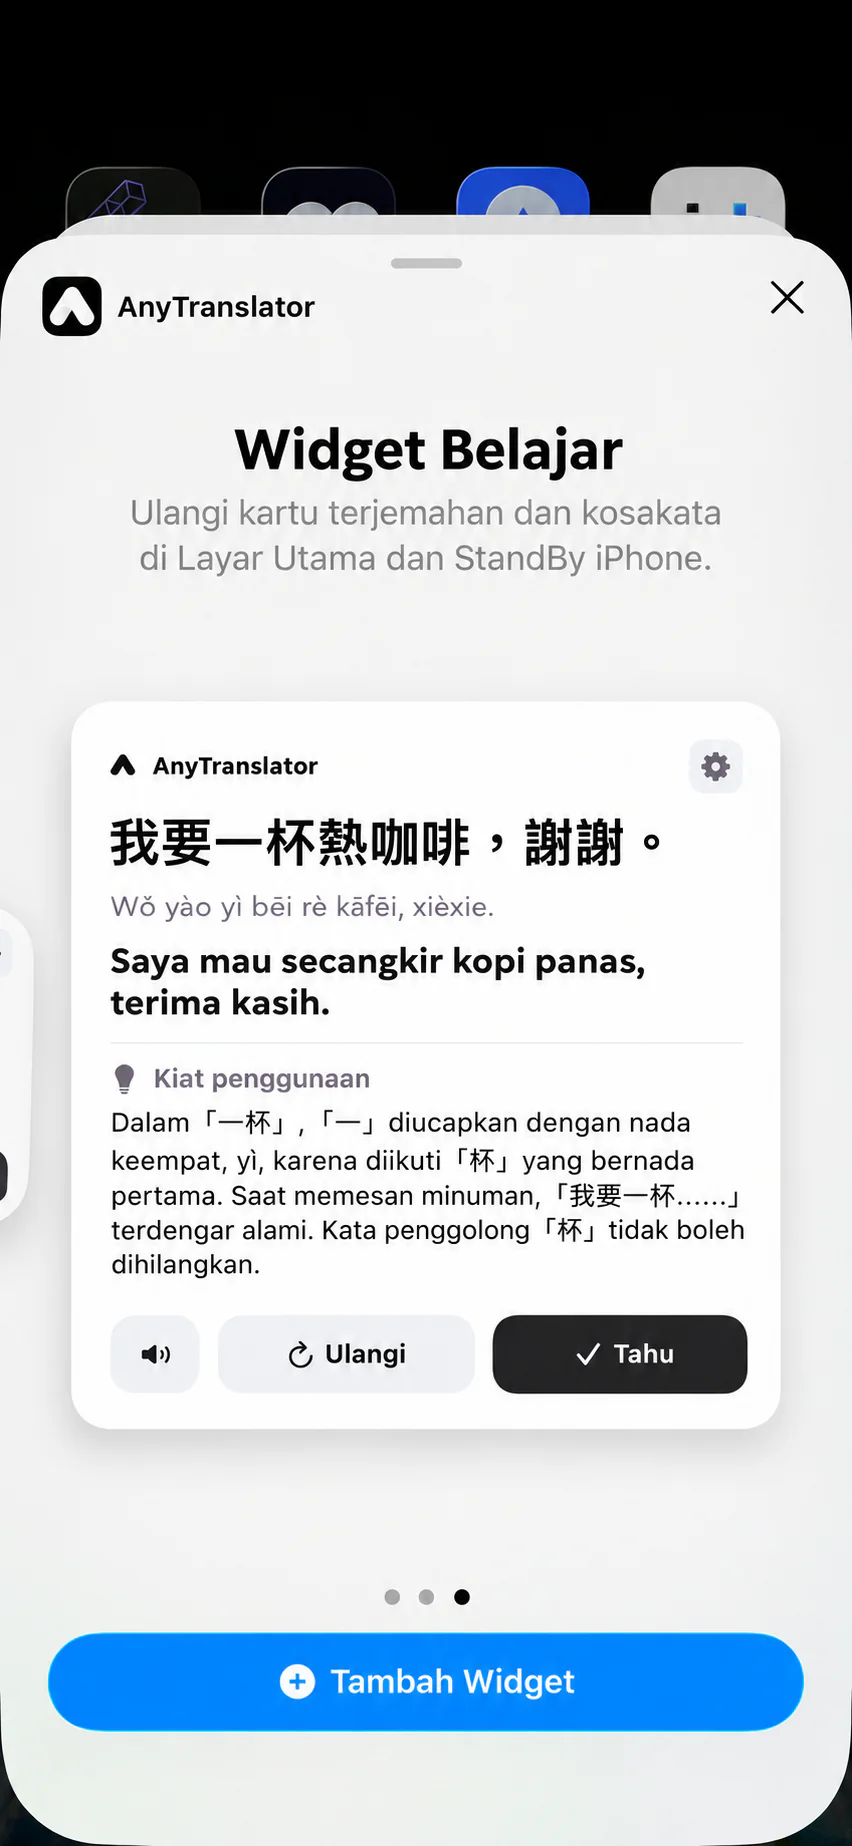 AnyTranslator
Widget Belajar
Ulangi kartu terjemahan dan kosakata
di Layar Utama dan StandBy iPhone.
AnyTranslator
我要一杯熱咖啡，謝謝。
Wǒ yào yì bēi rè kāfēi, xièxie.
Saya mau secangkir kopi panas,
terima kasih.
Kiat penggunaan
Dalam「一杯」,「一」diucapkan dengan nada
keempat, yì, karena diikuti「杯」yang bernada
pertama. Saat memesan minuman,「我要一杯……」
terdengar alami. Kata penggolong「杯」tidak boleh
dihilangkan.
Ulangi
Tahu
Tambah Widget